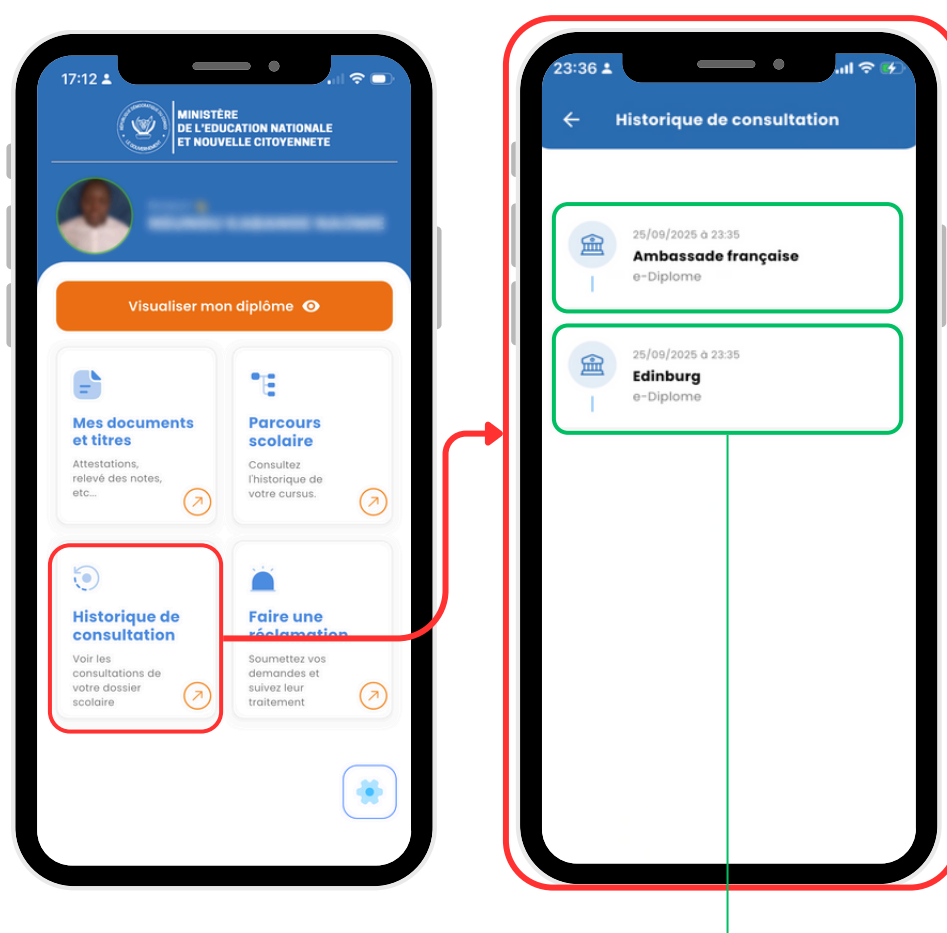 17:12
MINISTÈRE
DE L'EDUCATION NATIONALE
ET NOUVELLE CITOYENNETE
Visualiser mon diplôme
Mes documents
et titres
Attestations,
relevé des notes,
etc...
Parcours
scolaire
Consultez
l'historique de
votre cursus.
Historique de
consultation
Voir les
consultations de
votre dossier
scolaire
Faire une
réclamation
Soumettez vos
demandes et
suivez leur
traitement
23:36
Historique de consultation
25/09/2025 à 23:35
Ambassade française
e-Diplome
25/09/2025 à 23:35
Edinburg
e-Diplome